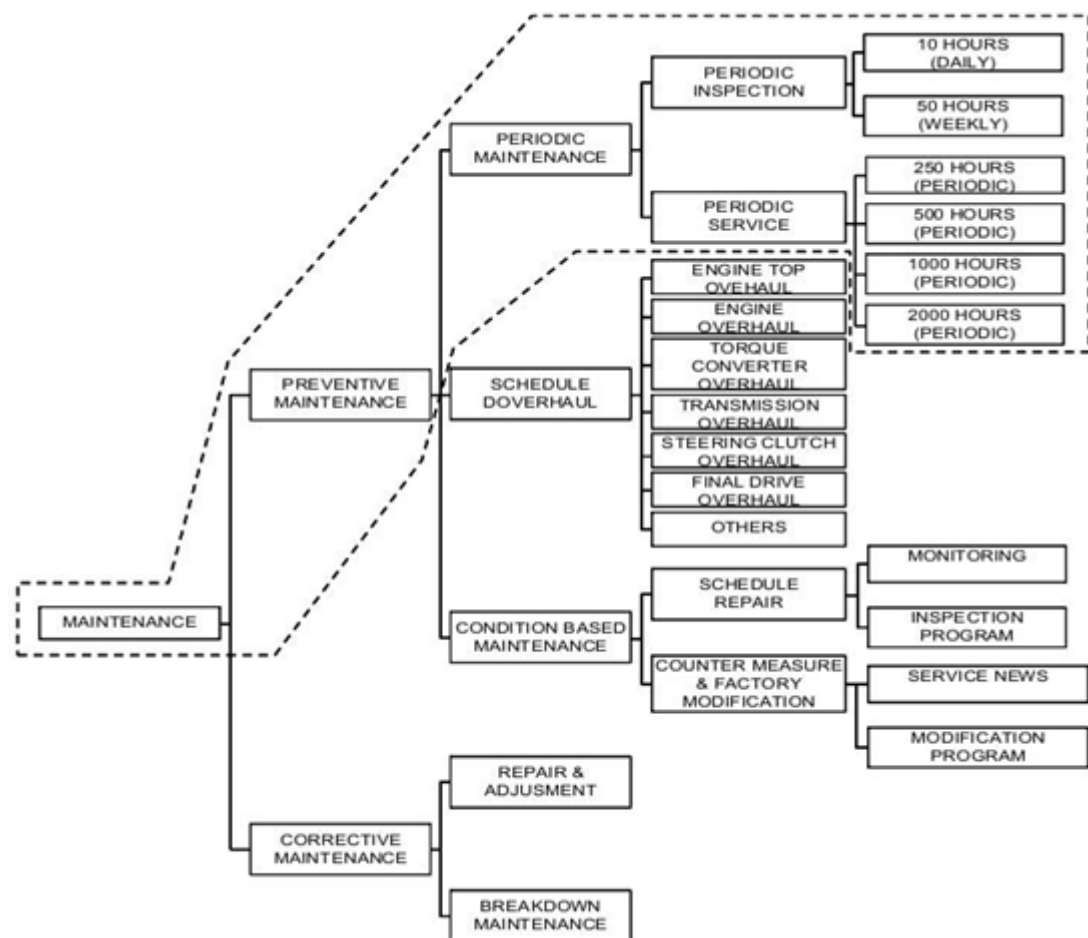 10 HOURS
(DAILY)
PERIODIC
INSPECTION
50 HOURS
(WEEKLY)
PERIODIC
MAINTENANCE
250 HOURS
(PERIODIC)
PERIODIC
SERVICE
500 HOURS
(PERIODIC)
1000 HOURS
(PERIODIC)
2000 HOURS
(PERIODIC)
ENGINE TOP
OVEHAUL
ENGINE
OVERHAUL
TORQUE
CONVERTER
OVERHAUL
PREVENTIVE
MAINTENANCE
SCHEDULE
DOVERHAUL
TRANSMISSION
OVERHAUL
STEERING CLUTCH
OVERHAUL
FINAL DRIVE
OVERHAUL
OTHERS
MAINTENANCE
CONDITION BASED
MAINTENANCE
SCHEDULE
REPAIR
MONITORING
INSPECTION
PROGRAM
COUNTER MEASURE
& FACTORY
MODIFICATION
SERVICE NEWS
MODIFICATION
PROGRAM
REPAIR &
ADJUSMENT
CORRECTIVE
MAINTENANCE
BREAKDOWN
MAINTENANCE